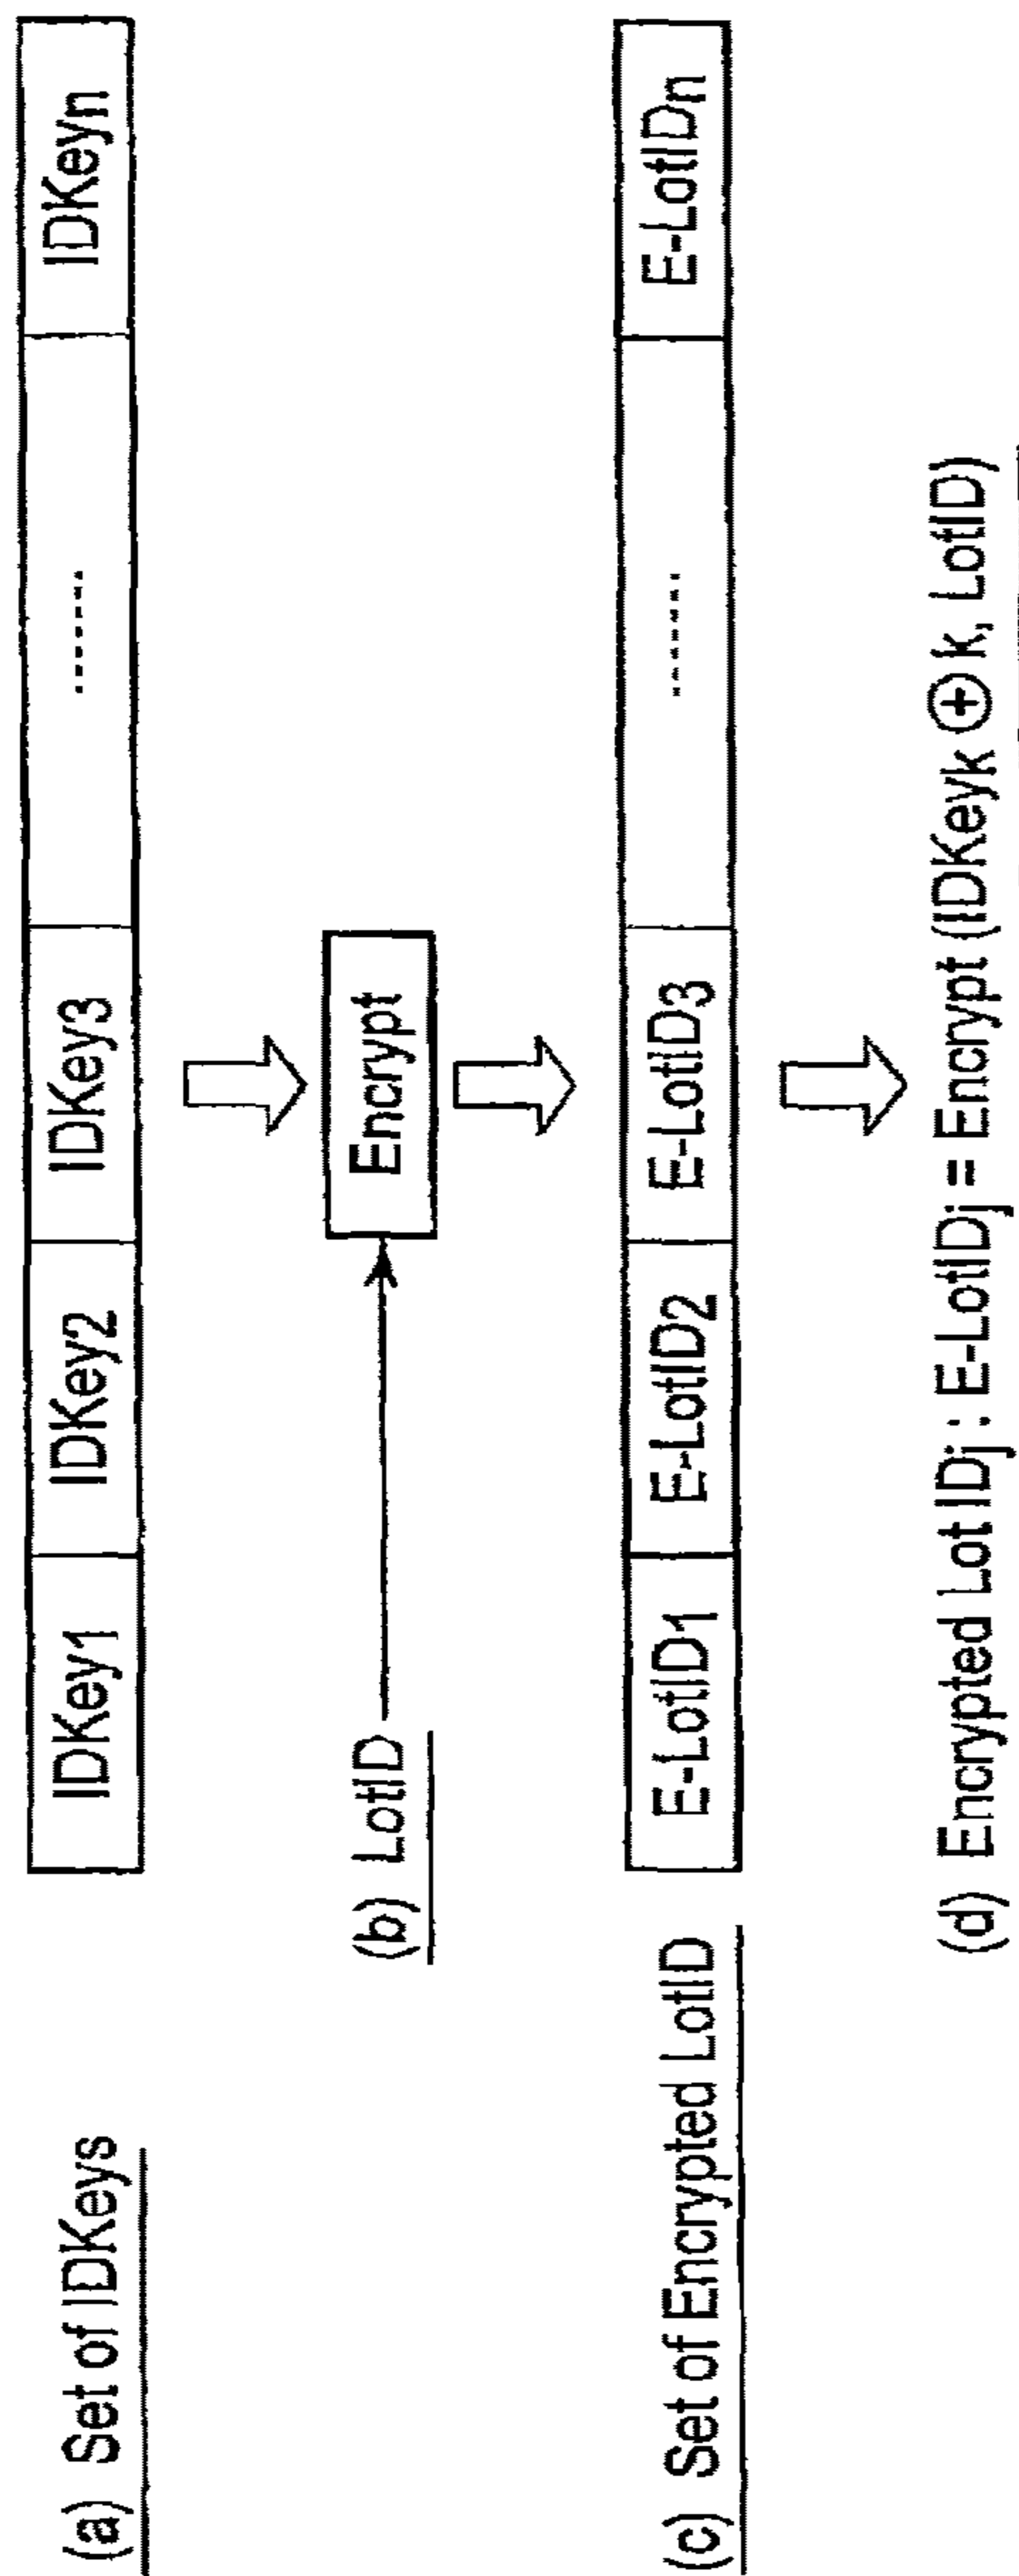 (a) Set of IDKeys
IDKey1 IDKey2 IDKey3 ....... IDKeyn
(b) LotID
Encrypt
(c) Set of Encrypted LotID
E-LotID1 E-LotID2 E-LotID3 ....... E-LotIDn
(d) Encrypted Lot IDj : E-LotIDj = Encrypt (IDKeyk ⊕ k, LotID)